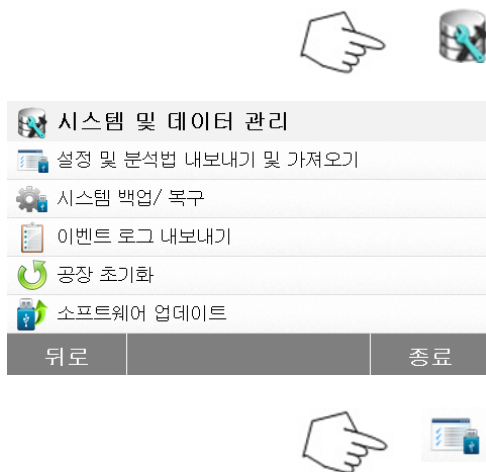 시스템 및 데이터 관리
설정 및 분석법 내보내기 및 가져오기
시스템 백업/ 복구
이벤트 로그 내보내기
공장 초기화
소프트웨어 업데이트
뒤로 종료